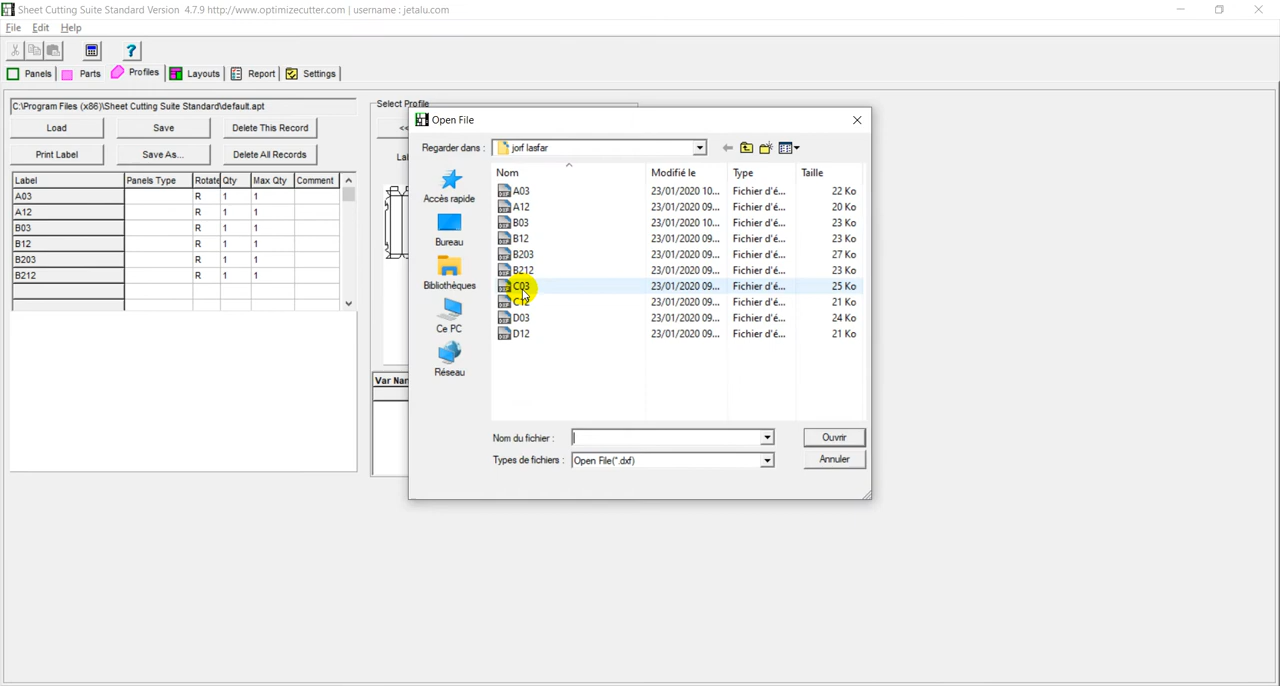 Sheet Cutting Suite Standard Version 4.7.9 http://www.optimizecutter.com | username : jetalu.com
File Edit Help
Panels Parts Profiles Layouts Report Settings
C:\Program Files (x86)\Sheet Cutting Suite Standard\default.apt
Load Save Delete This Record
Print Label Save As... Delete All Records
Label Panels Type Rotate Qty Max Qty Comment
A03 R 1 1
A12 R 1 1
B03 R 1 1
B12 R 1 1
B203 R 1 1
B212 R 1 1
Select Profile
<<
Var Nar
Open File
Regarder dans : jorf lasfar
Accès rapide
Bureau
Bibliothèques
Ce PC
Réseau
Nom Modifié le Type Taille
A03 23/01/2020 10... Fichier d'é... 22 Ko
A12 23/01/2020 09... Fichier d'é... 20 Ko
B03 23/01/2020 10... Fichier d'é... 23 Ko
B12 23/01/2020 09... Fichier d'é... 23 Ko
B203 23/01/2020 09... Fichier d'é... 27 Ko
B212 23/01/2020 09... Fichier d'é... 23 Ko
C03 23/01/2020 09... Fichier d'é... 25 Ko
C12 23/01/2020 09... Fichier d'é... 21 Ko
D03 23/01/2020 09... Fichier d'é... 24 Ko
D12 23/01/2020 09... Fichier d'é... 21 Ko
Nom du fichier : Ouvrir
Types de fichiers : Open File(*.dxf) Annuler